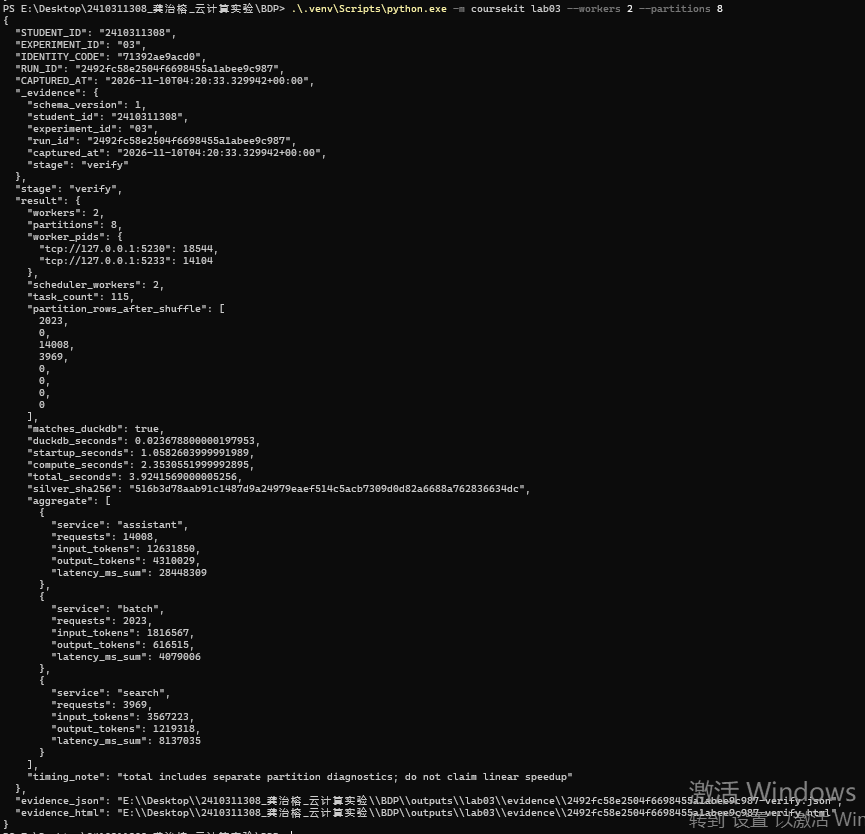 PS E:\Desktop\2410311308_龚治榕_云计算实验\BDP> .\.venv\Scripts\python.exe -m coursekit lab03 --workers 2 --partitions 8
{
  "STUDENT_ID": "2410311308",
  "EXPERIMENT_ID": "03",
  "IDENTITY_CODE": "71392ae9acd0",
  "RUN_ID": "2492fc58e2504f6698455a1abee9c987",
  "CAPTURED_AT": "2026-11-10T04:20:33.329942+00:00",
  "_evidence": {
    "schema_version": 1,
    "student_id": "2410311308",
    "experiment_id": "03",
    "run_id": "2492fc58e2504f6698455a1abee9c987",
    "captured_at": "2026-11-10T04:20:33.329942+00:00",
    "stage": "verify"
  },
  "stage": "verify",
  "result": {
    "workers": 2,
    "partitions": 8,
    "worker_pids": {
      "tcp://127.0.0.1:5230": 18544,
      "tcp://127.0.0.1:5233": 14104
    },
    "scheduler_workers": 2,
    "task_count": 115,
    "partition_rows_after_shuffle": [
      2023,
      0,
      14008,
      3969,
      0,
      0,
      0,
      0
    ],
    "matches_duckdb": true,
    "duckdb_seconds": 0.023678800000197953,
    "startup_seconds": 1.0582603999991989,
    "compute_seconds": 2.3530551999992895,
    "total_seconds": 3.9241569000005256,
    "silver_sha256": "516b3d78aab91c1487d9a24979eaef514c5acb7309d0d82a6688a762836634dc",
    "aggregate": [
      {
        "service": "assistant",
        "requests": 14008,
        "input_tokens": 12631850,
        "output_tokens": 4310029,
        "latency_ms_sum": 28448309
      },
      {
        "service": "batch",
        "requests": 2023,
        "input_tokens": 1816567,
        "output_tokens": 616515,
        "latency_ms_sum": 4079006
      },
      {
        "service": "search",
        "requests": 3969,
        "input_tokens": 3567223,
        "output_tokens": 1219318,
        "latency_ms_sum": 8137035
      }
    ],
    "timing_note": "total includes separate partition diagnostics; do not claim linear speedup"
  },
  "evidence_json": "E:\\Desktop\\2410311308_龚治榕_云计算实验\\BDP\\outputs\\lab03\\evidence\\2492fc58e2504f6698455a1abee9c987-verify.json",
  "evidence_html": "E:\\Desktop\\2410311308_龚治榕_云计算实验\\BDP\\outputs\\lab03\\evidence\\2492fc58e2504f6698455a1abee9c987-verify.html"
}
激活 Windows
转到"设置"以激活 Win